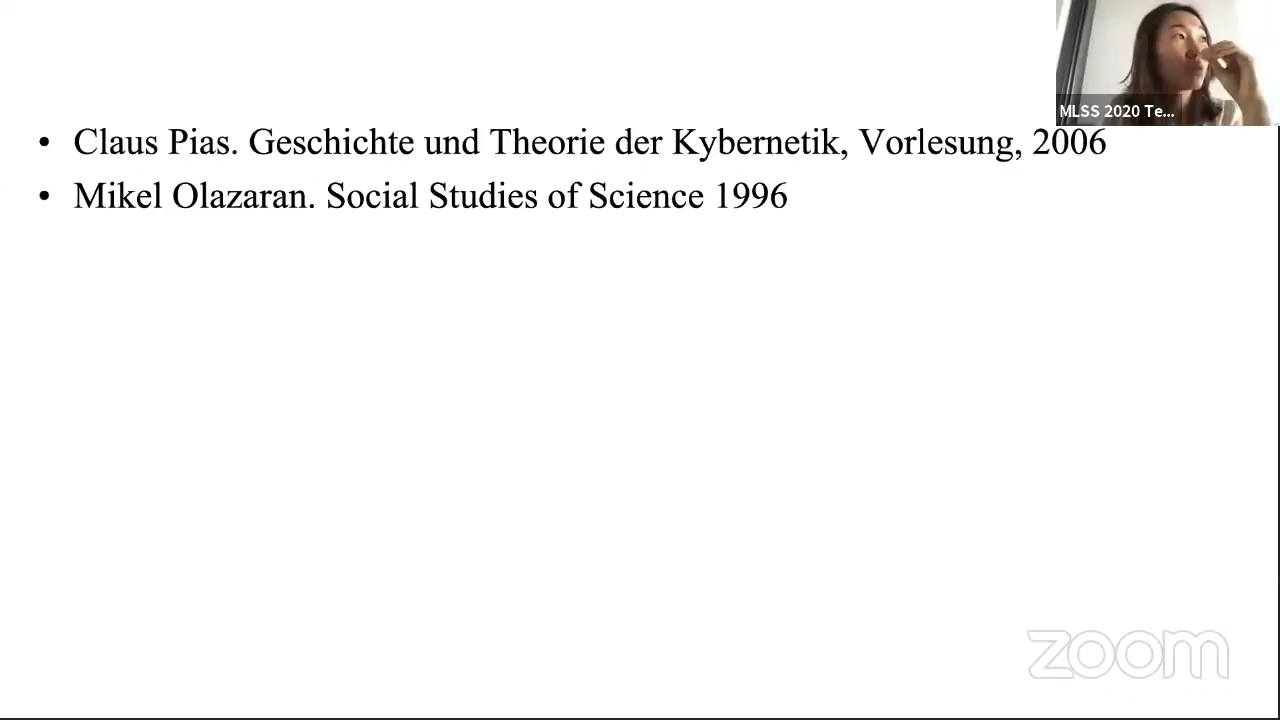 MLSS 2020 Te...
• Claus Pias. Geschichte und Theorie der Kybernetik, Vorlesung, 2006
• Mikel Olazaran. Social Studies of Science 1996
zoom